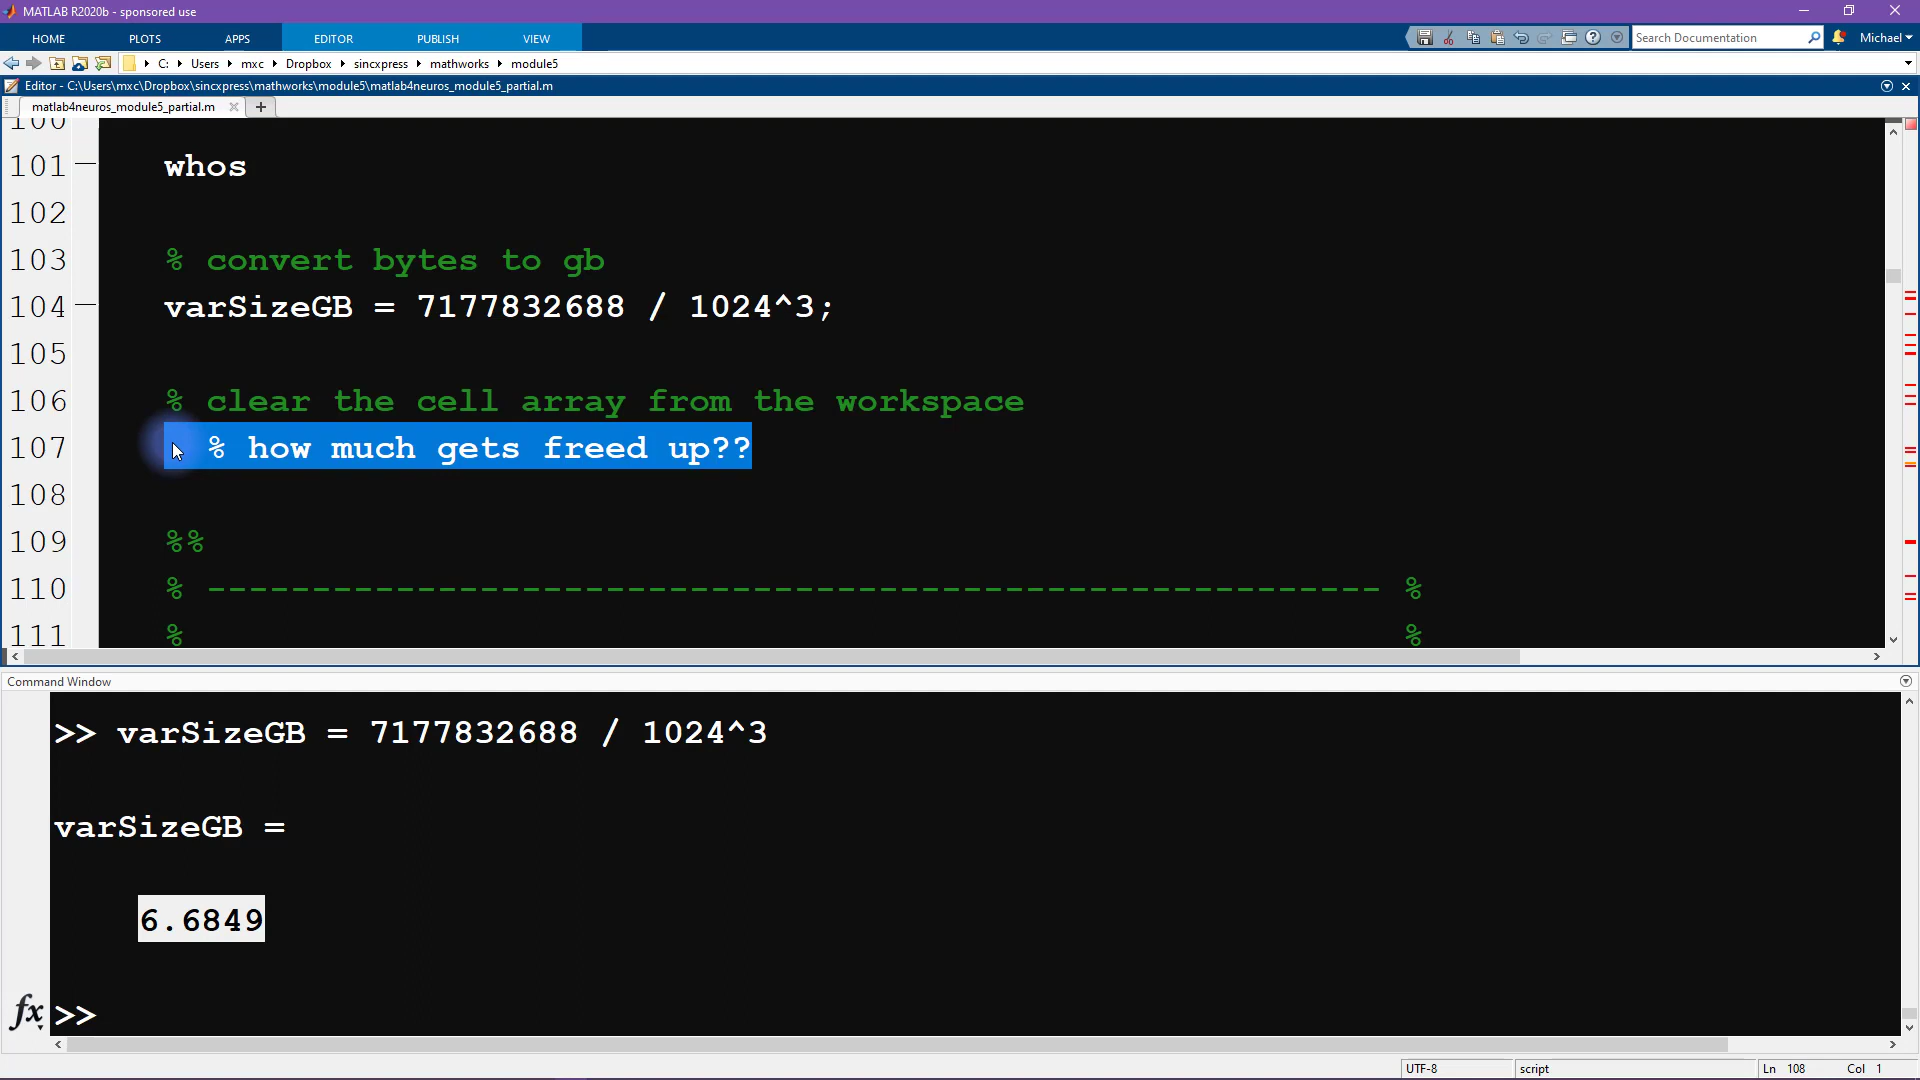 MATLAB R2020b - sponsored use
HOME PLOTS APPS EDITOR PUBLISH VIEW Search Documentation Michael
C: Users mxc Dropbox sincxpress mathworks module5
Editor - C:\Users\mxc\Dropbox\sincxpress\mathworks\module5\matlab4neuros_module5_partial.m
matlab4neuros_module5_partial.m
100
101 whos
102
103 % convert bytes to gb
104 varSizeGB = 7177832688 / 1024^3;
105
106 % clear the cell array from the workspace
107 % how much gets freed up??
108
109 %%
110 % -------------------------------------------------------- %
111 % %
Command Window
>> varSizeGB = 7177832688 / 1024^3
varSizeGB =
6.6849
fx >>
UTF-8 script Ln 108 Col 1